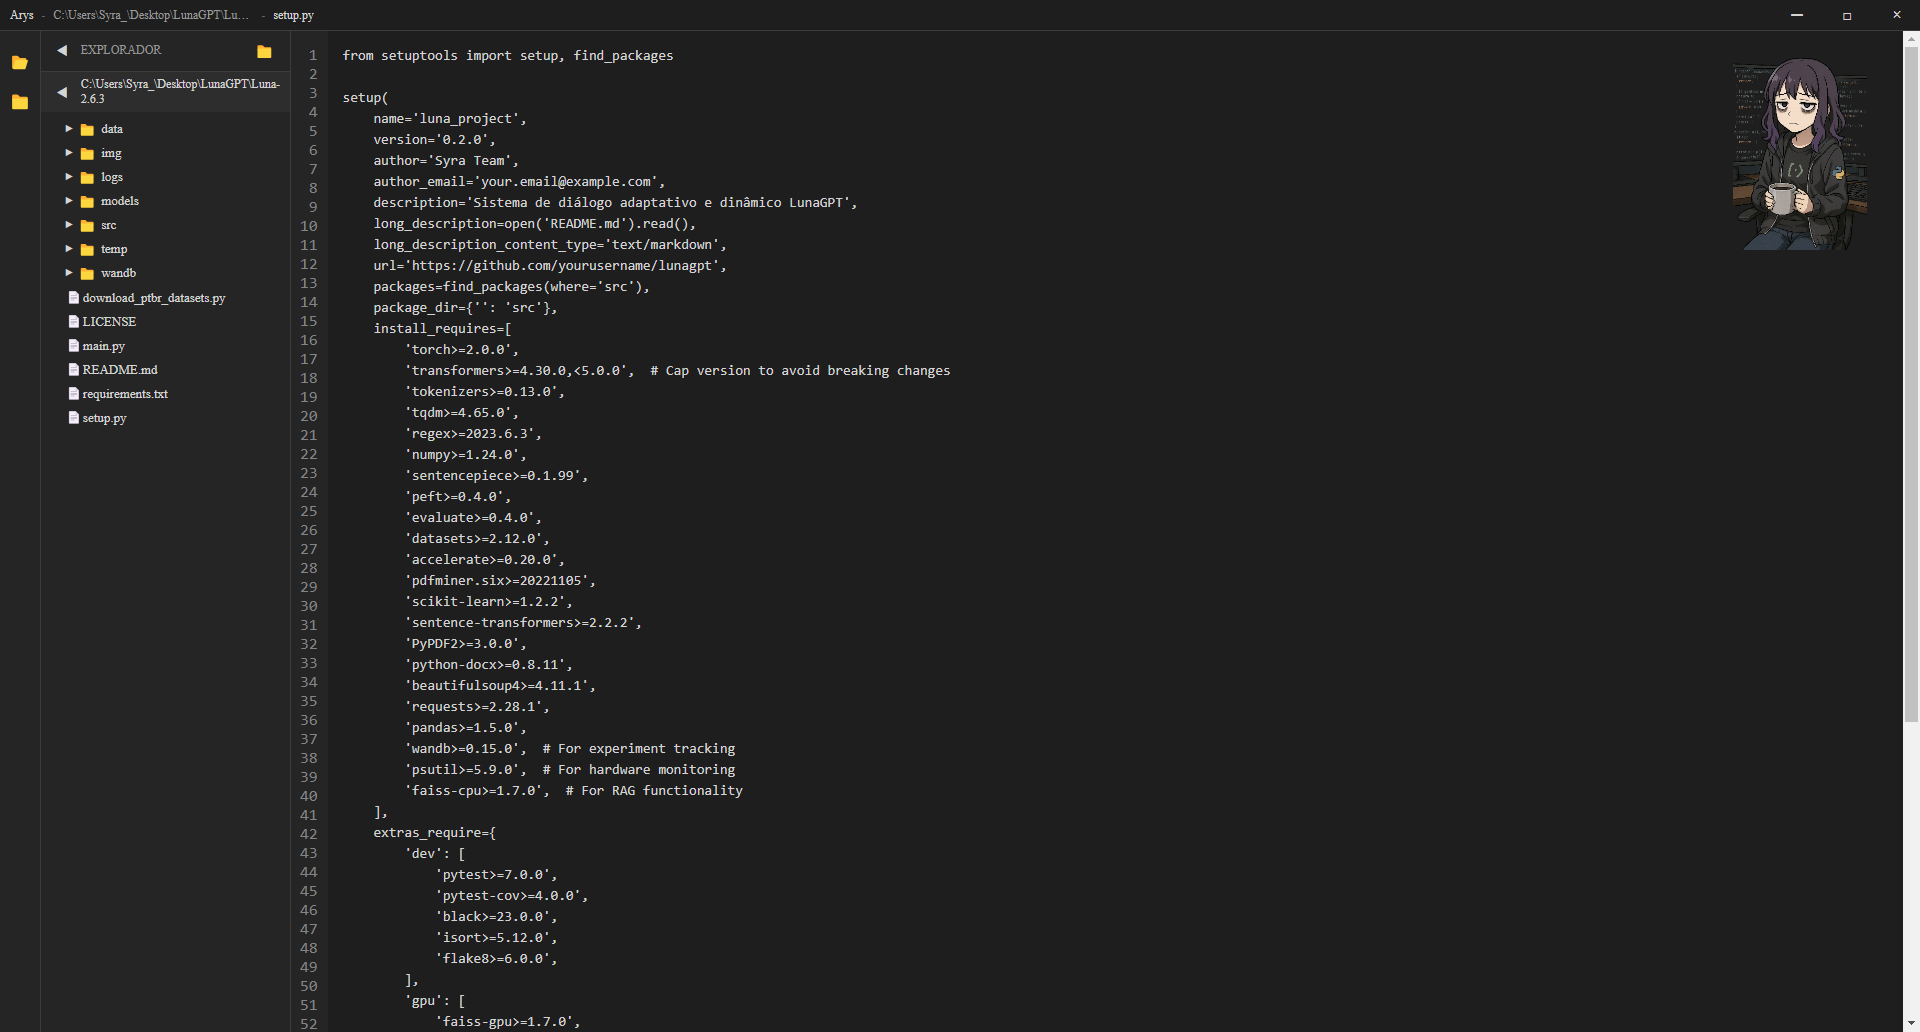 Arys - C:\Users\Syra_\Desktop\LunaGPT\Lu... - setup.py
EXPLORADOR
C:\Users\Syra_\Desktop\LunaGPT\Luna-
2.6.3
data
img
logs
models
src
temp
wandb
download_ptbr_datasets.py
LICENSE
main.py
README.md
requirements.txt
setup.py
1
2
3
4
5
6
7
8
9
10
11
12
13
14
15
16
17
18
19
20
21
22
23
24
25
26
27
28
29
30
31
32
33
34
35
36
37
38
39
40
41
42
43
44
45
46
47
48
49
50
51
52
from setuptools import setup, find_packages
setup(
    name='luna_project',
    version='0.2.0',
    author='Syra Team',
    author_email='your.email@example.com',
    description='Sistema de diálogo adaptativo e dinâmico LunaGPT',
    long_description=open('README.md').read(),
    long_description_content_type='text/markdown',
    url='https://github.com/yourusername/lunagpt',
    packages=find_packages(where='src'),
    package_dir={'': 'src'},
    install_requires=[
        'torch>=2.0.0',
        'transformers>=4.30.0,<5.0.0',  # Cap version to avoid breaking changes
        'tokenizers>=0.13.0',
        'tqdm>=4.65.0',
        'regex>=2023.6.3',
        'numpy>=1.24.0',
        'sentencepiece>=0.1.99',
        'peft>=0.4.0',
        'evaluate>=0.4.0',
        'datasets>=2.12.0',
        'accelerate>=0.20.0',
        'pdfminer.six>=20221105',
        'scikit-learn>=1.2.2',
        'sentence-transformers>=2.2.2',
        'PyPDF2>=3.0.0',
        'python-docx>=0.8.11',
        'beautifulsoup4>=4.11.1',
        'requests>=2.28.1',
        'pandas>=1.5.0',
        'wandb>=0.15.0',  # For experiment tracking
        'psutil>=5.9.0',  # For hardware monitoring
        'faiss-cpu>=1.7.0',  # For RAG functionality
    ],
    extras_require={
        'dev': [
            'pytest>=7.0.0',
            'pytest-cov>=4.0.0',
            'black>=23.0.0',
            'isort>=5.12.0',
            'flake8>=6.0.0',
        ],
        'gpu': [
            'faiss-gpu>=1.7.0',